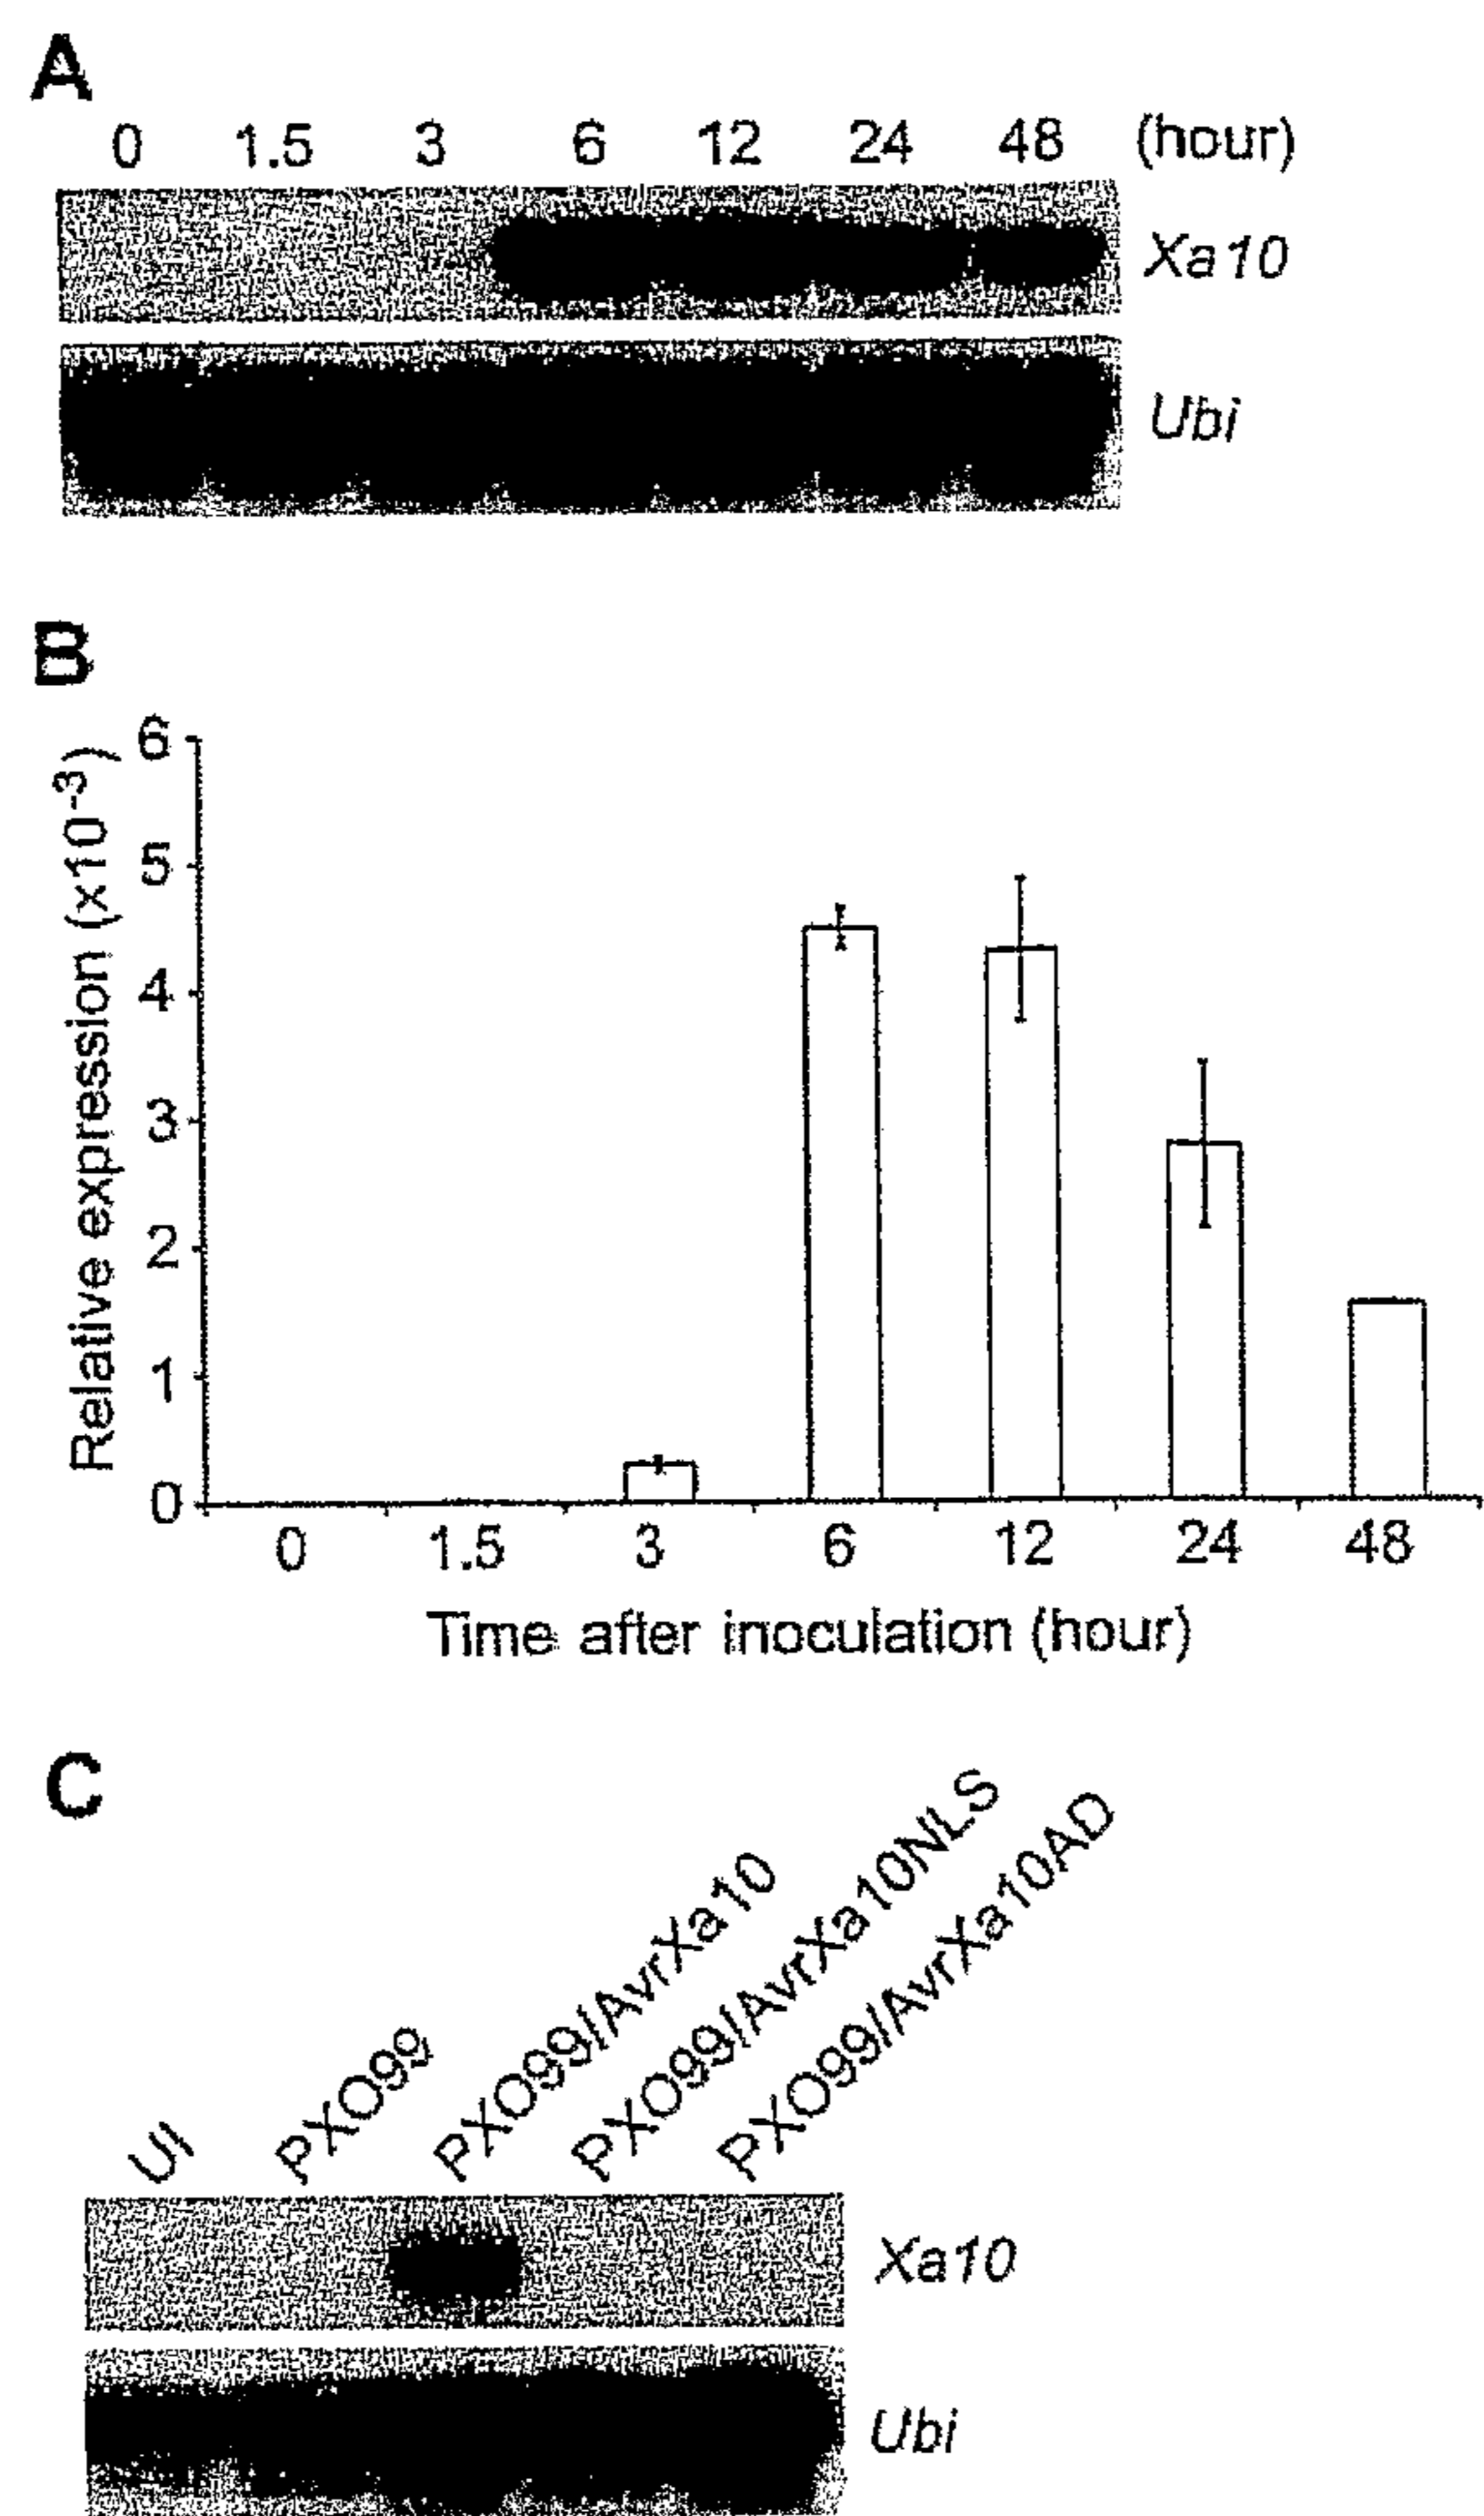 A
0 1.5 3 6 12 24 48 (hour)
Xa10
Ubi
B
Relative expression (x10⁻³)
6
5
4
3
2
1
0
0 1.5 3 6 12 24 48
Time after inoculation (hour)
C
UI
PXO99
PXO99/AvrXa10
PXO99/AvrXa10NLS
PXO99/AvrXa10AD
Xa10
Ubi